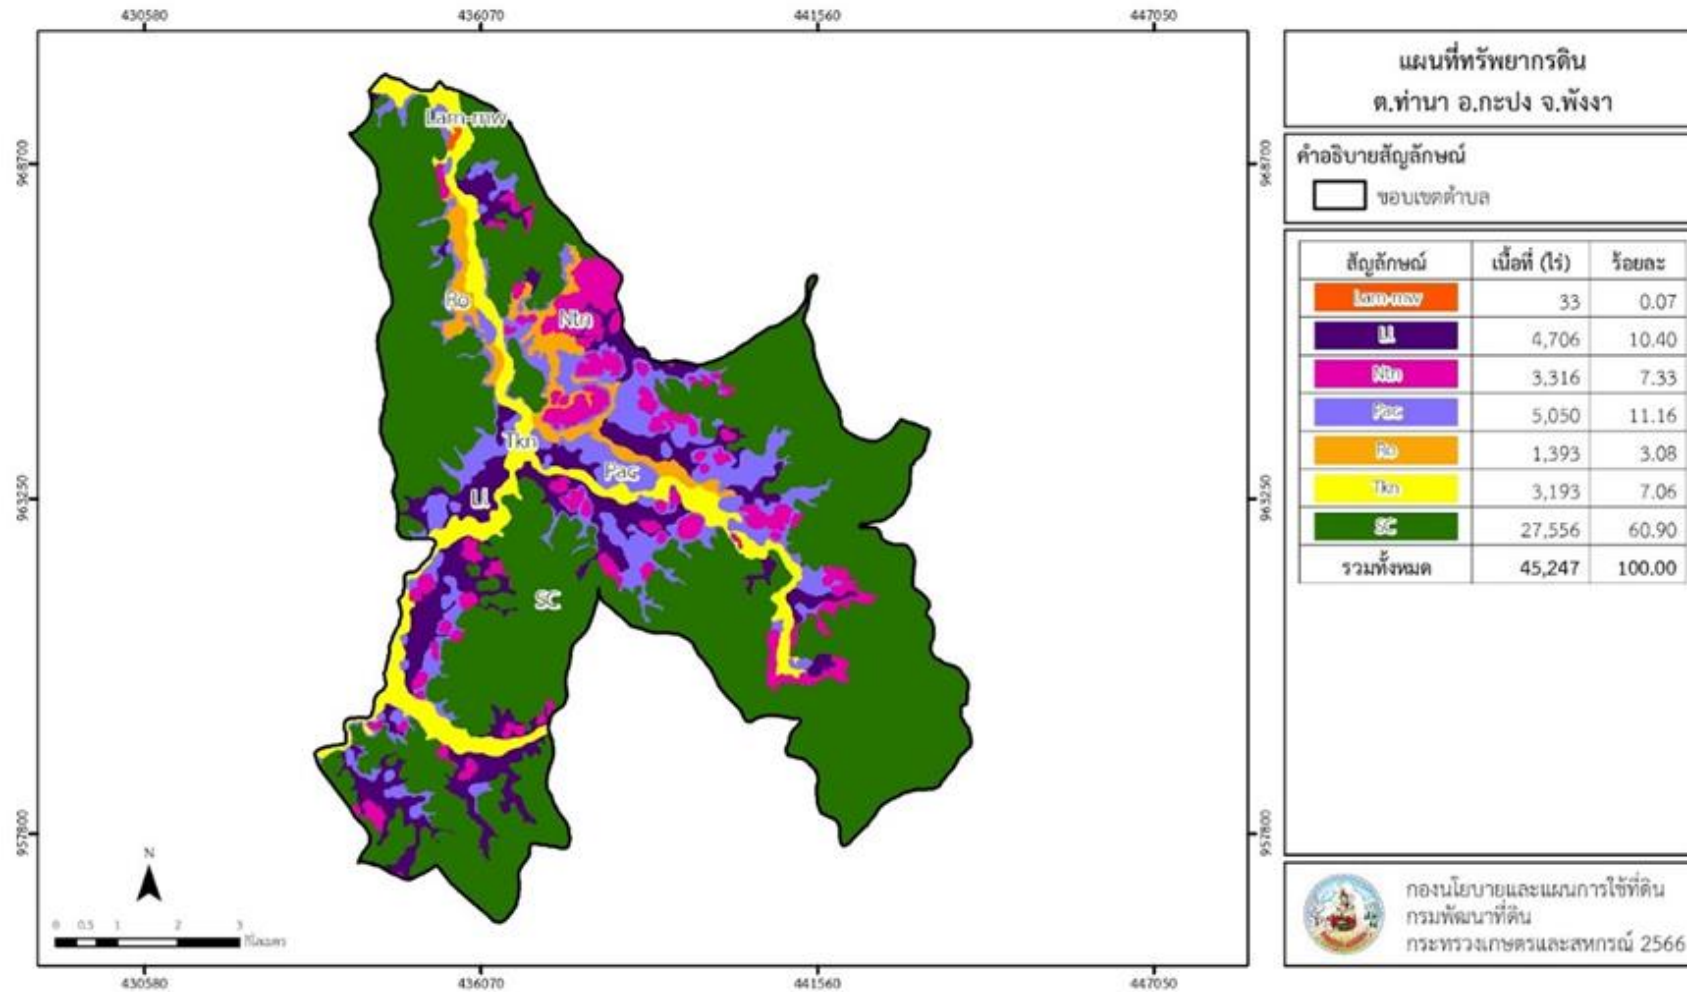 430580 436070 441560 447050
968700 968700
963250 963250
957800 957800
430580 436070 441560 447050
Lam-mw
Ro
Ntn
Tkn
Pac
Li
SC
N
0 0.5 1 2 3
กิโลเมตร
แผนที่ทรัพยากรดิน
ต.ท่านา อ.กะปง จ.พังงา
คำอธิบายสัญลักษณ์
ขอบเขตตำบล
สัญลักษณ์ เนื้อที่ (ไร่) ร้อยละ
Lam-mw 33 0.07
Li 4,706 10.40
Ntn 3,316 7.33
Pac 5,050 11.16
Ro 1,393 3.08
Tkn 3,193 7.06
SC 27,556 60.90
รวมทั้งหมด 45,247 100.00
กองนโยบายและแผนการใช้ที่ดิน
กรมพัฒนาที่ดิน
กระทรวงเกษตรและสหกรณ์ 2566